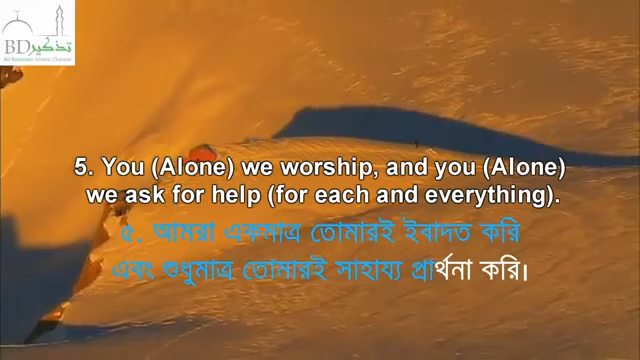 BD تذكير
5. You (Alone) we worship, and you (Alone)
we ask for help (for each and everything).
৫. আমরা একমাত্র তোমারই ইবাদত করি
এবং শুধুমাত্র তোমারই সাহায্য প্রার্থনা করি।